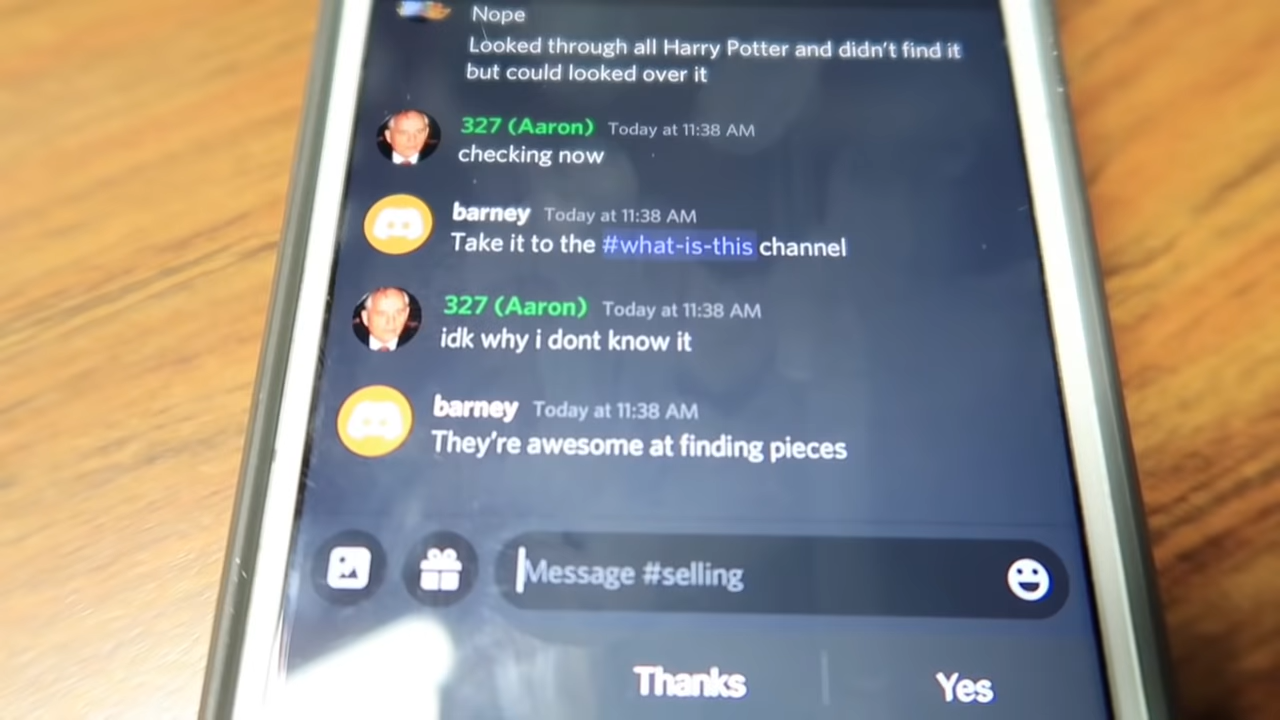 Nope
Looked through all Harry Potter and didn't find it
but could looked over it
327 (Aaron) Today at 11:38 AM
checking now
barney Today at 11:38 AM
Take it to the #what-is-this channel
327 (Aaron) Today at 11:38 AM
idk why i dont know it
barney Today at 11:38 AM
They're awesome at finding pieces
Message #selling
Thanks Yes